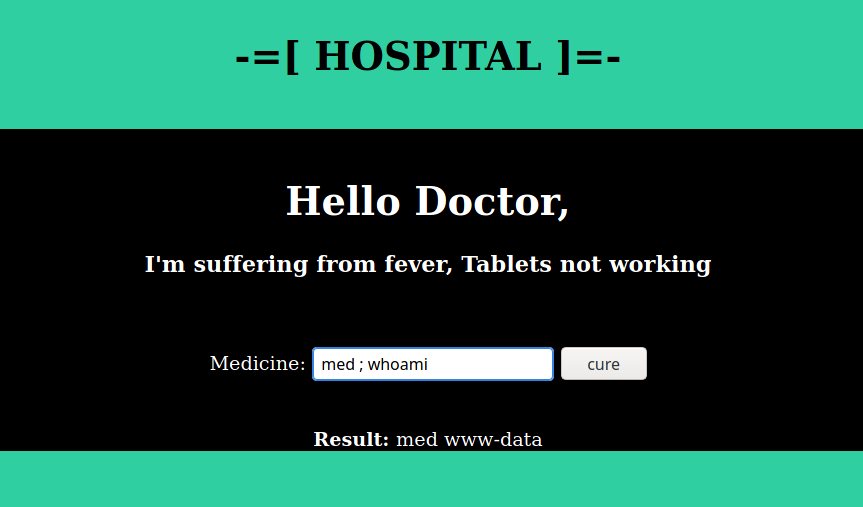 -=[ HOSPITAL ]=-
Hello Doctor,
I'm suffering from fever, Tablets not working
Medicine: med ; whoami cure
Result: med www-data